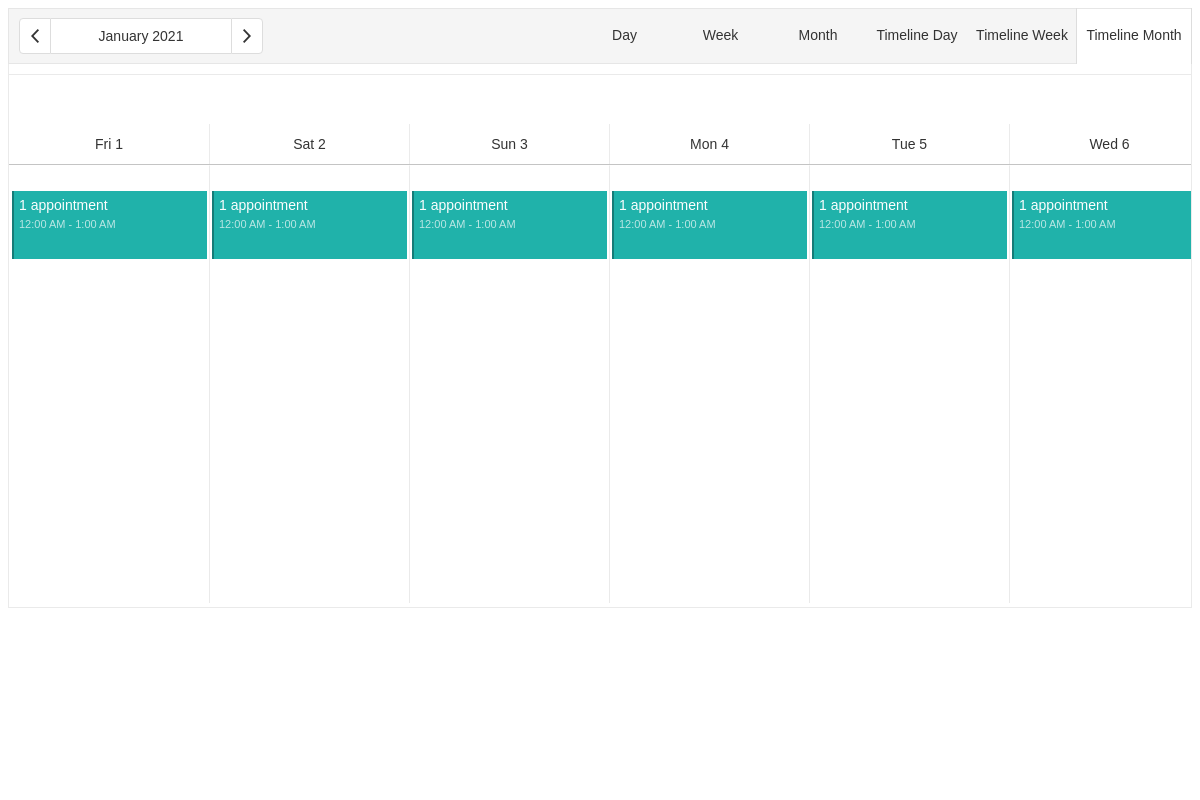 January 2021
Day Week Month Timeline Day Timeline Week Timeline Month
Fri 1 Sat 2 Sun 3 Mon 4 Tue 5 Wed 6
1 appointment 1 appointment 1 appointment 1 appointment 1 appointment 1 appointment
12:00 AM - 1:00 AM 12:00 AM - 1:00 AM 12:00 AM - 1:00 AM 12:00 AM - 1:00 AM 12:00 AM - 1:00 AM 12:00 AM - 1:00 AM